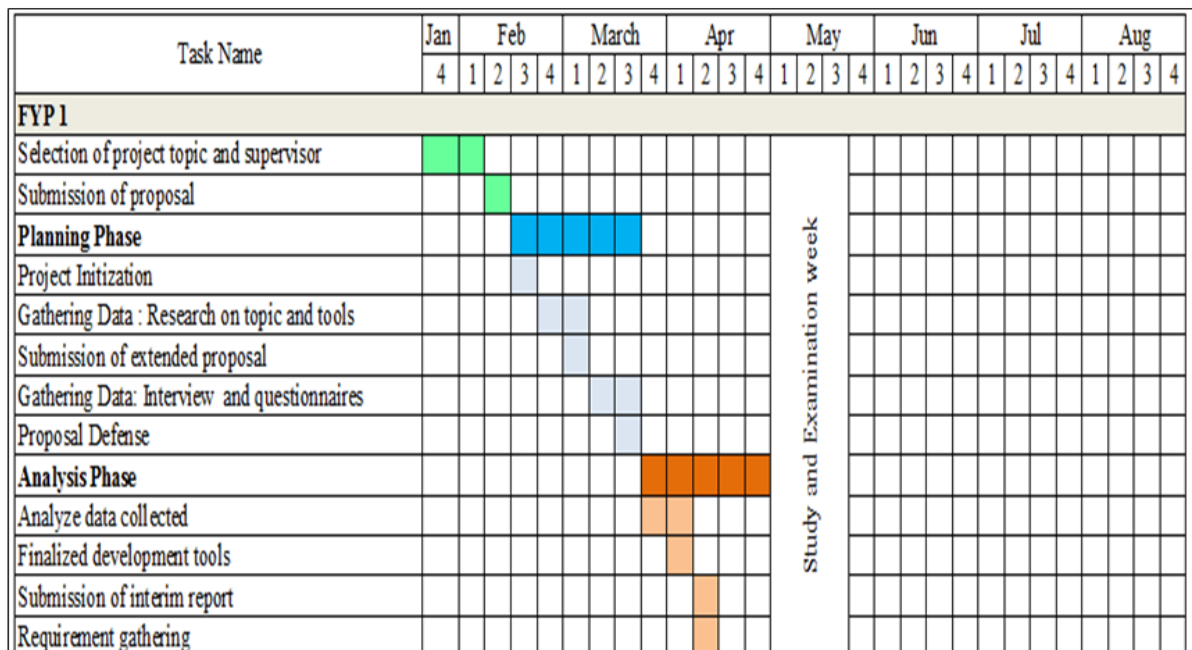 Task Name Jan Feb March Apr May Jun Jul Aug
4 1 2 3 4 1 2 3 4 1 2 3 4 1 2 3 4 1 2 3 4 1 2 3 4 1 2 3 4
FYP 1
Selection of project topic and supervisor
Submission of proposal
Planning Phase
Project Initization
Gathering Data : Research on topic and tools
Submission of extended proposal
Gathering Data: Interview and questionnaires
Proposal Defense
Analysis Phase
Analyze data collected
Finalized development tools
Submission of interim report
Requirement gathering
Study and Examination week